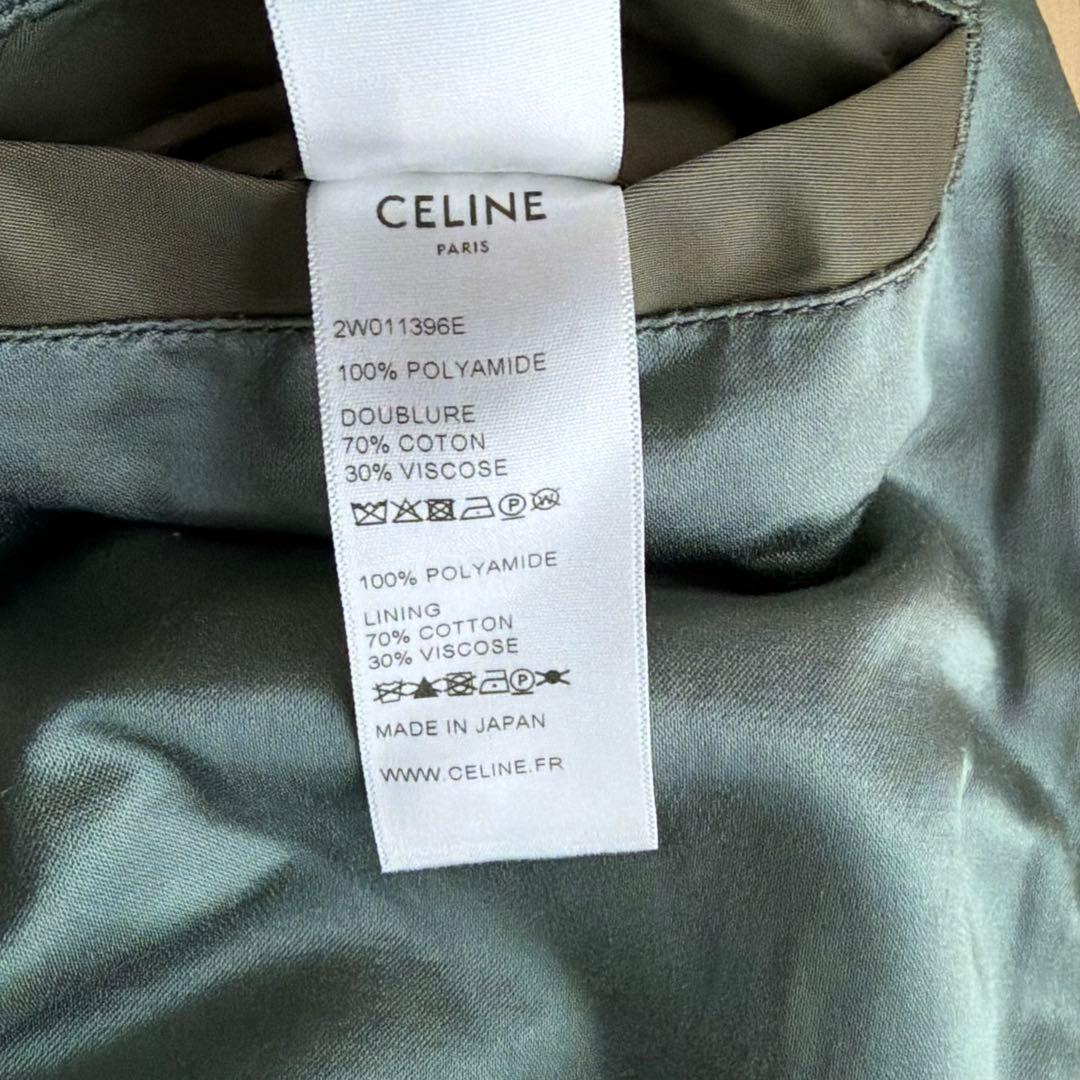 CELINE
PARIS
2W011396E
100% POLYAMIDE
DOUBLURE
70% COTON
30% VISCOSE
P W
100% POLYAMIDE
LINING
70% COTTON
30% VISCOSE
P
MADE IN JAPAN
WWW.CELINE.FR